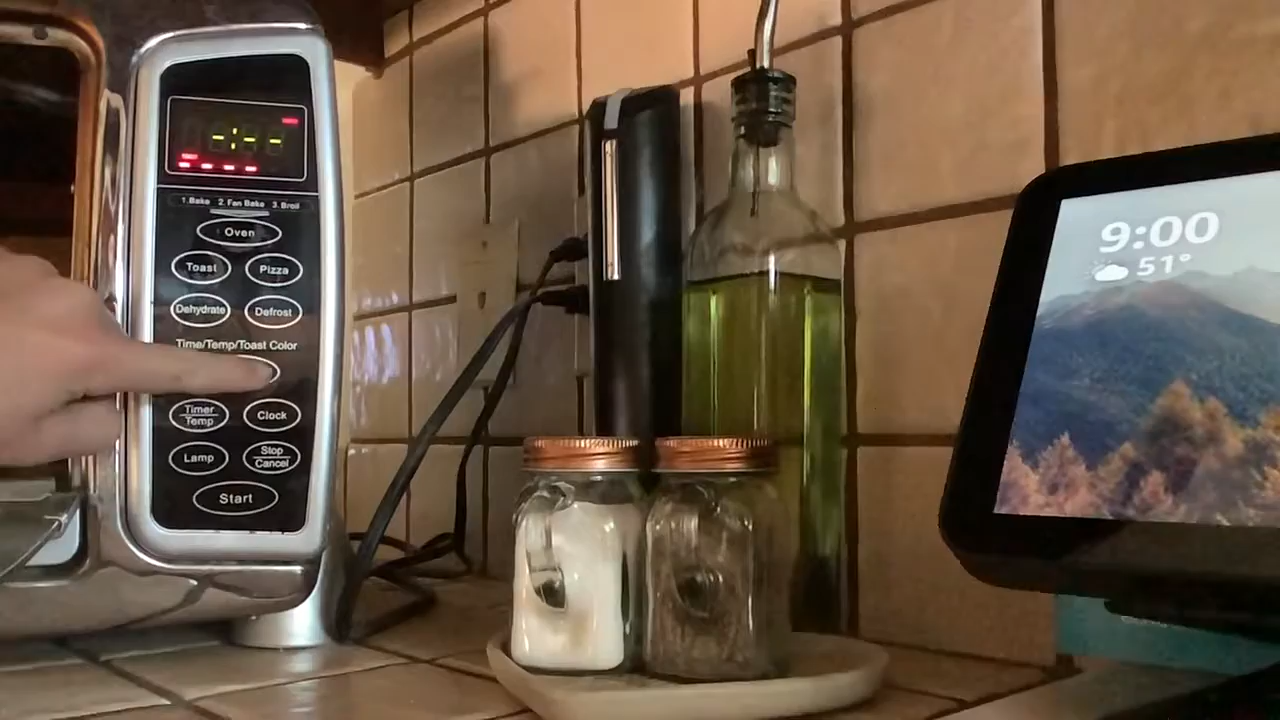 -:--
1.Bake 2. Fan Bake 3. Broil
Oven
Toast Pizza
Dehydrate Defrost
Time/Temp/Toast Color
Timer
Temp
Clock
Lamp
Stop
Cancel
Start
9:00
51°